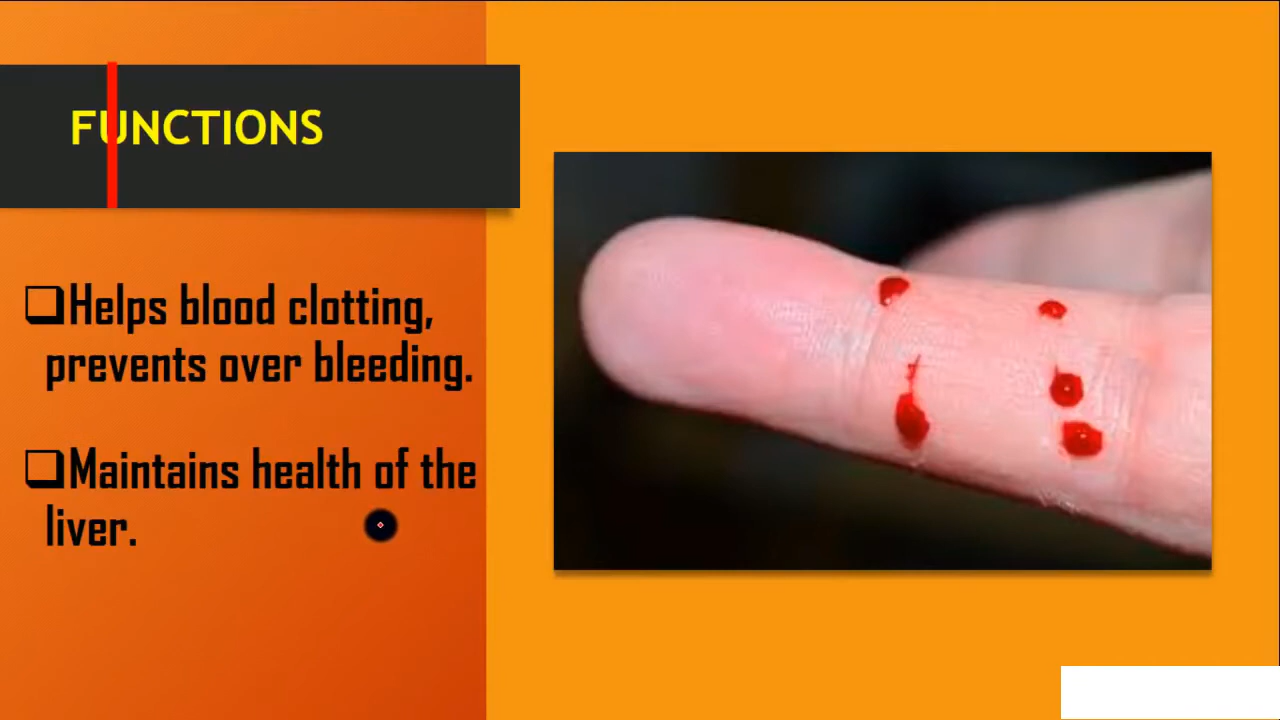 FUNCTIONS
Helps blood clotting,
prevents over bleeding.
Maintains health of the
liver.